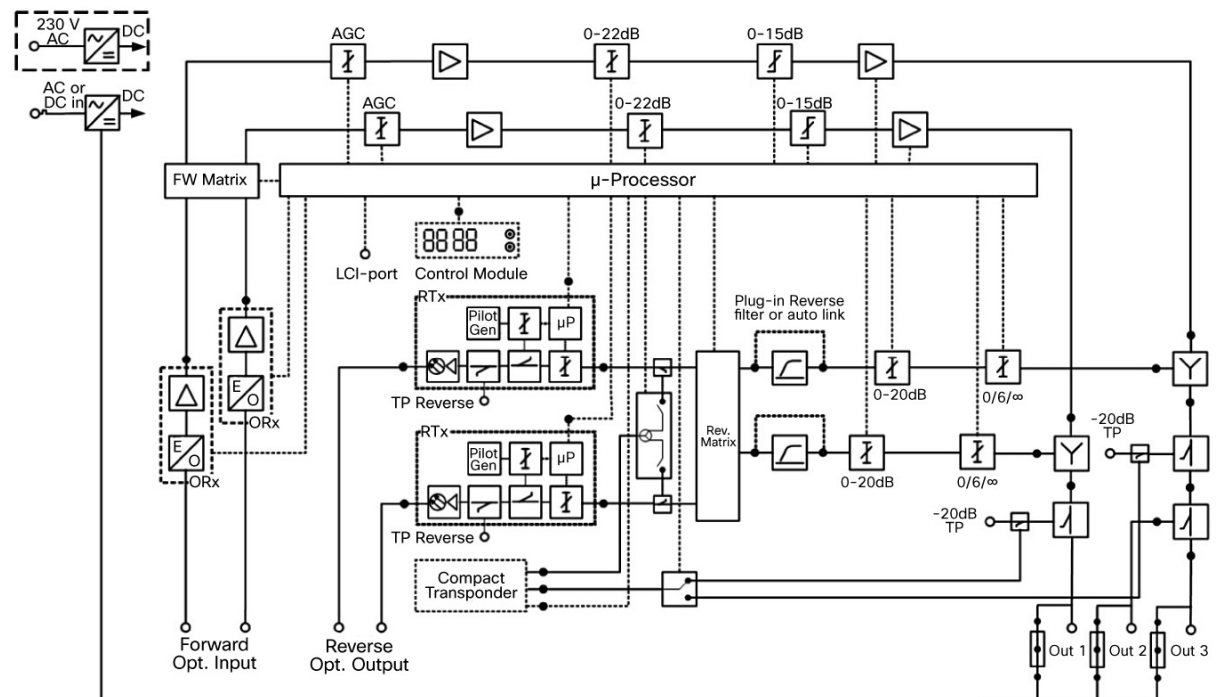 230 V
AC
DC
AC or
DC in
DC
AGC
0-22dB
0-15dB
AGC
0-22dB
0-15dB
FW Matrix
µ-Processor
LCI-port
Control Module
RTx
Pilot
Gen
µP
TP Reverse
Plug-in Reverse
filter or auto link
0-20dB
0/6/∞
E
O
ORx
E
O
ORx
RTx
Pilot
Gen
µP
TP Reverse
Rev.
Matrix
0-20dB
0/6/∞
-20dB
TP
-20dB
TP
Compact
Transponder
Forward
Opt. Input
Reverse
Opt. Output
Out 1
Out 2
Out 3